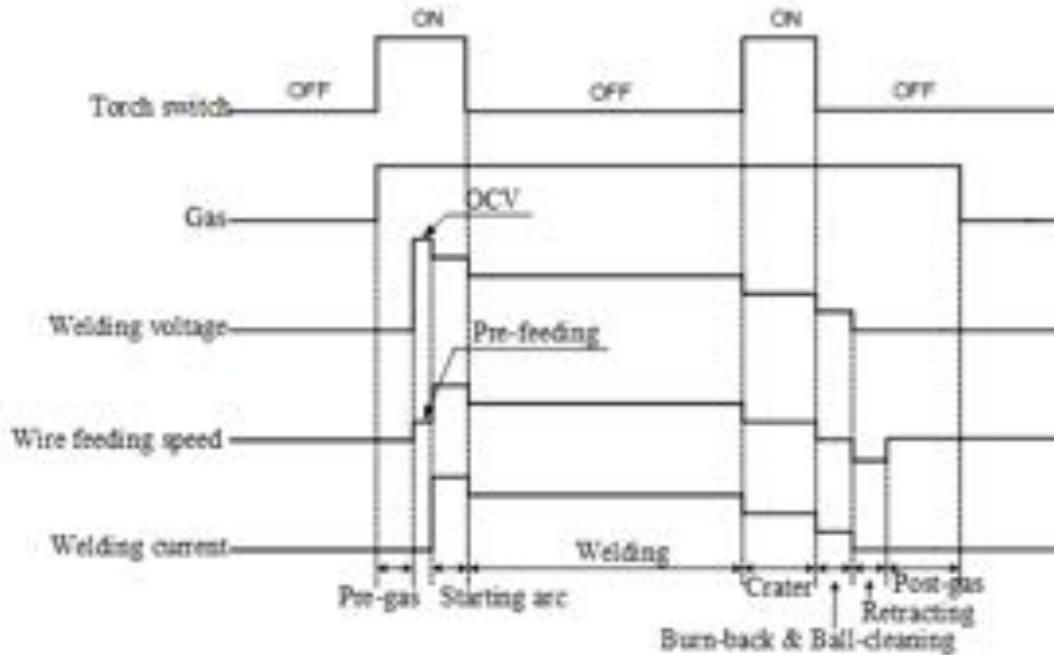 ON
ON
OFF
OFF
OFF
Torch switch
OCV
Gas
Welding voltage
Pre-feeding
Wire feeding speed
Welding current
Welding
Pre-gas
Starting arc
Crater
Post-gas
Retracting
Burn-back & Ball-cleaning